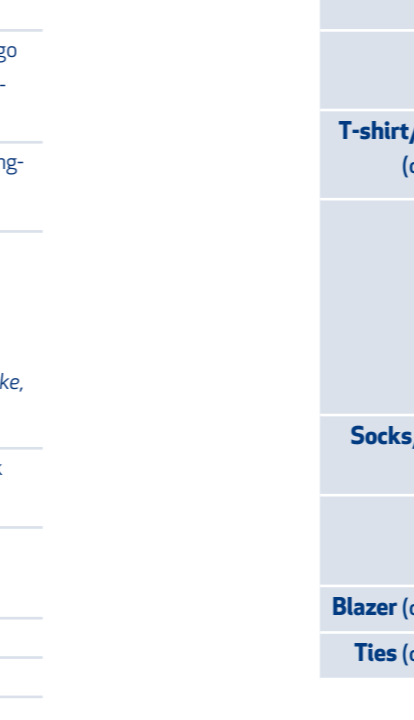 go
-
ng-
ke,
k
T-shirt/
(c
Socks,
Blazer (c
Ties (c